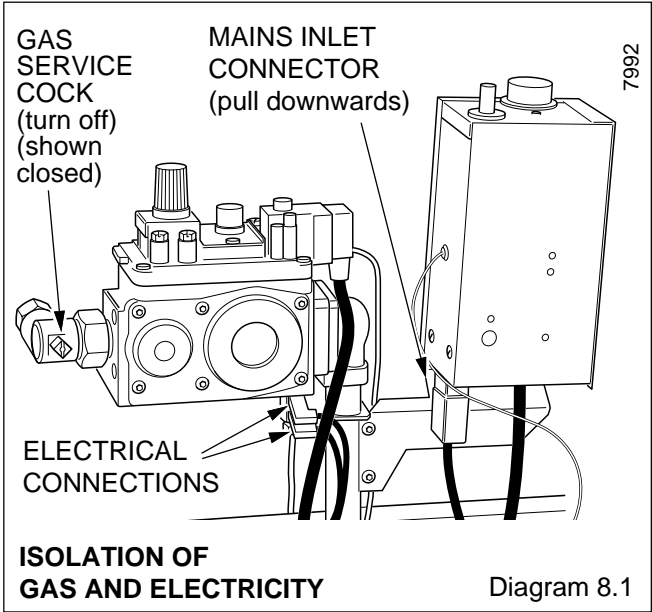 GAS
SERVICE
COCK
(turn off)
(shown
closed)
MAINS INLET
CONNECTOR
(pull downwards)
7992
ELECTRICAL
CONNECTIONS
ISOLATION OF
GAS AND ELECTRICITY
Diagram 8.1